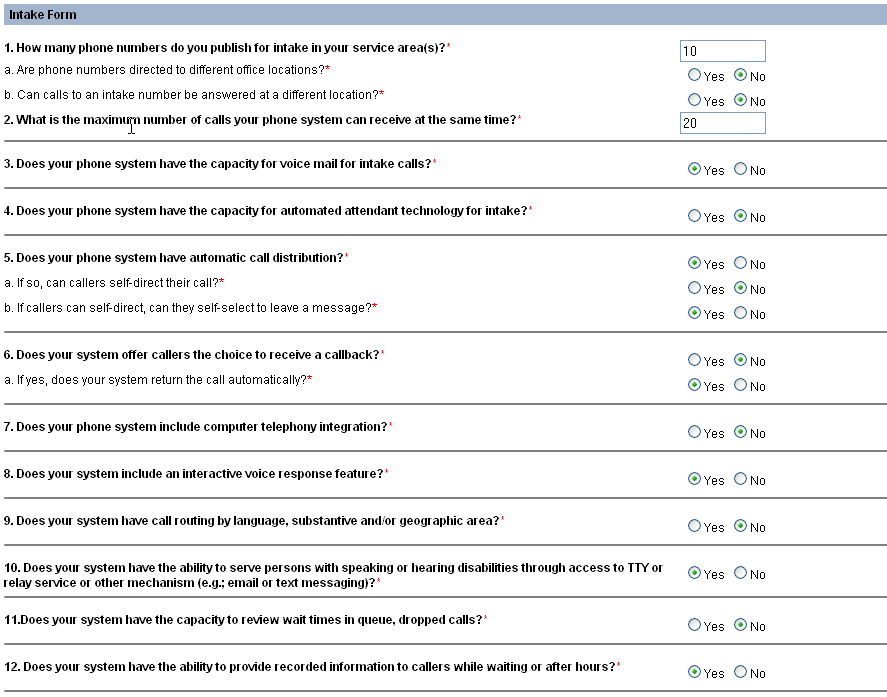 Intake Form
1. How many phone numbers do you publish for intake in your service area(s)?* 10
a. Are phone numbers directed to different office locations?* Yes No
b. Can calls to an intake number be answered at a different location?* Yes No
2. What is the maximum number of calls your phone system can receive at the same time?* 20
3. Does your phone system have the capacity for voice mail for intake calls?* Yes No
4. Does your phone system have the capacity for automated attendant technology for intake?* Yes No
5. Does your phone system have automatic call distribution?* Yes No
a. If so, can callers self-direct their call?* Yes No
b. If callers can self-direct, can they self-select to leave a message?* Yes No
6. Does your system offer callers the choice to receive a callback?* Yes No
a. If yes, does your system return the call automatically?* Yes No
7. Does your phone system include computer telephony integration?* Yes No
8. Does your system include an interactive voice response feature?* Yes No
9. Does your system have call routing by language, substantive and/or geographic area?* Yes No
10. Does your system have the ability to serve persons with speaking or hearing disabilities through access to TTY or
relay service or other mechanism (e.g.; email or text messaging)?* Yes No
11.Does your system have the capacity to review wait times in queue, dropped calls?* Yes No
12. Does your system have the ability to provide recorded information to callers while waiting or after hours?* Yes No